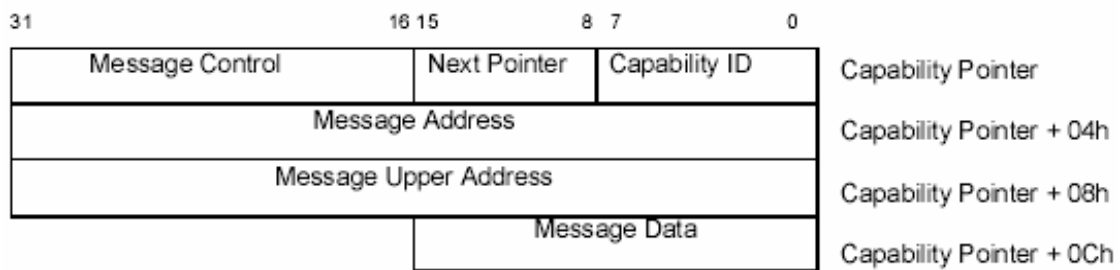 31 16 15 8 7 0
Message Control Next Pointer Capability ID Capability Pointer
Message Address Capability Pointer + 04h
Message Upper Address Capability Pointer + 08h
Message Data Capability Pointer + 0Ch